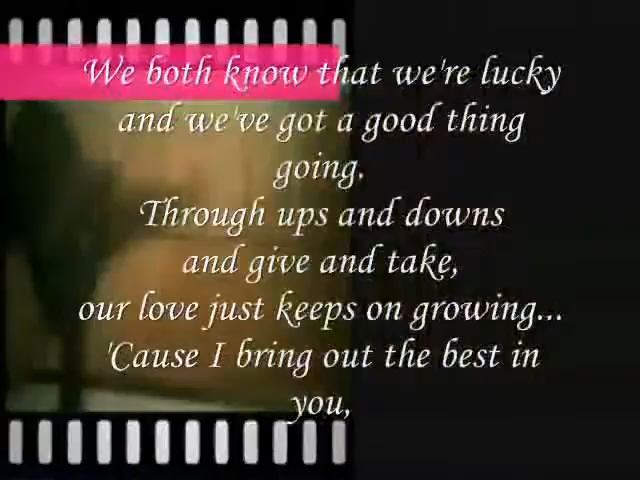 We both know that we're lucky
and we've got a good thing
going.
Through ups and downs
and give and take,
our love just keeps on growing...
'Cause I bring out the best in
you,